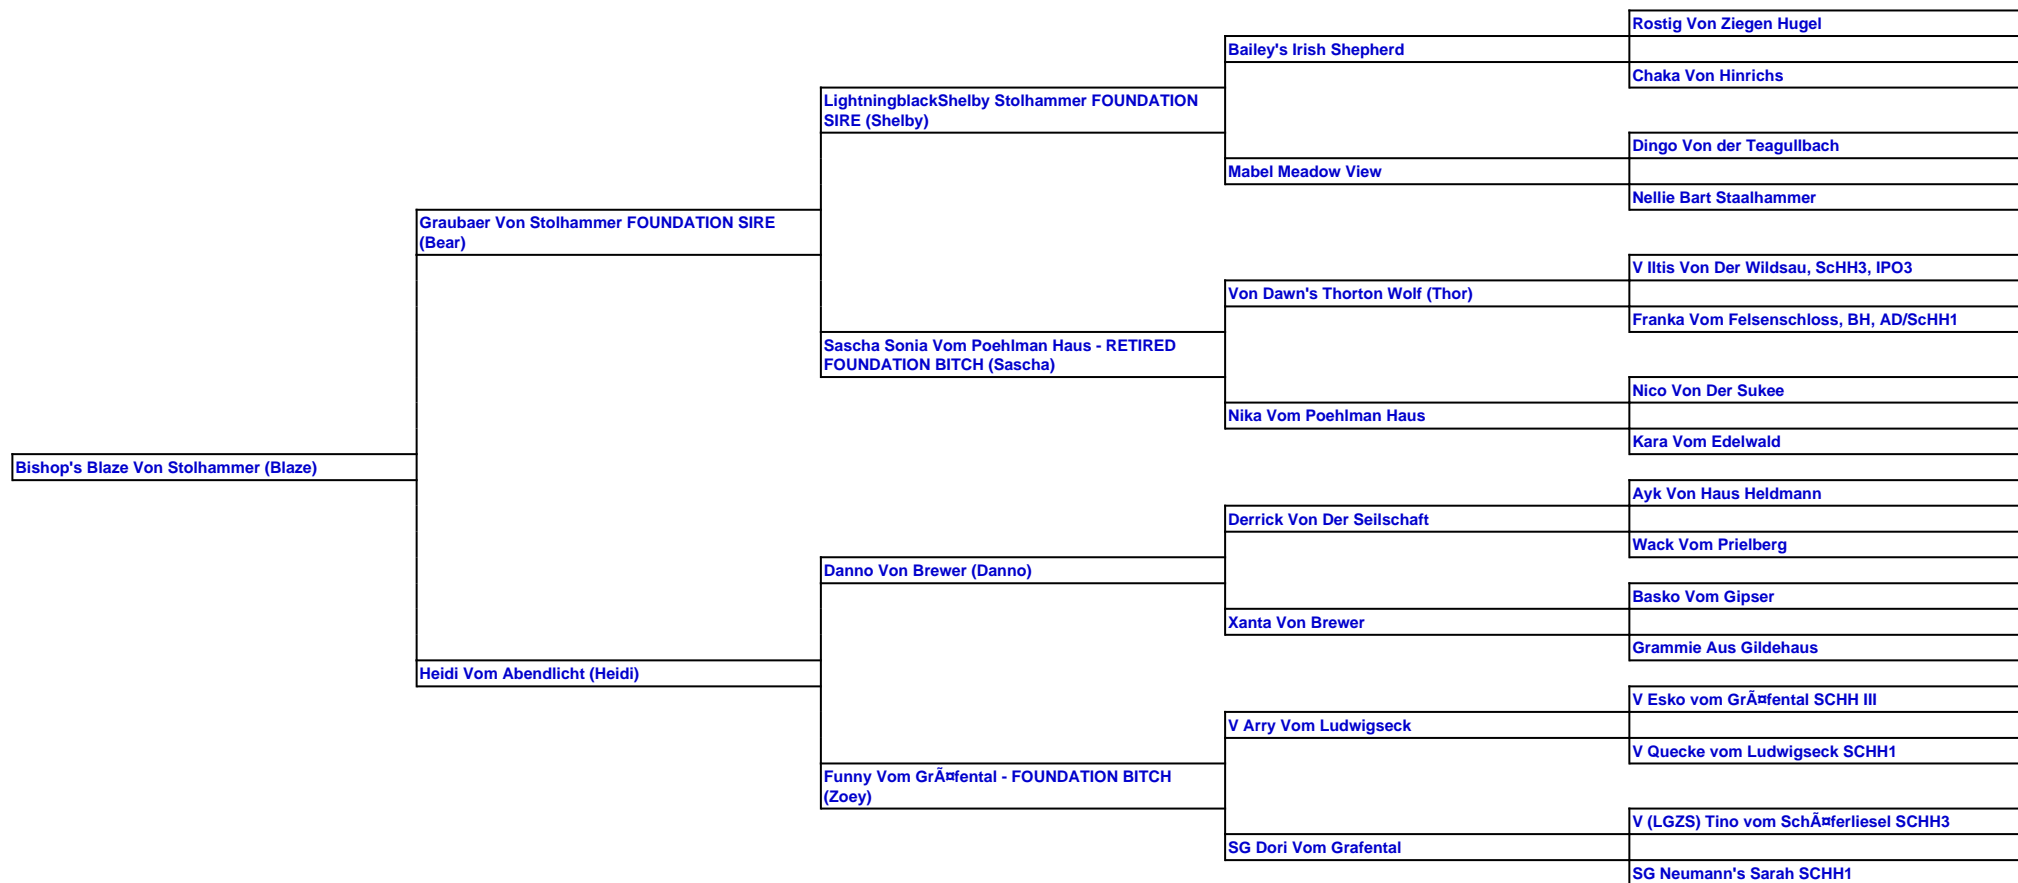 Rostig Von Ziegen Hugel
Bailey's Irish Shepherd
Chaka Von Hinrichs
LightningblackShelby Stolhammer FOUNDATION
SIRE (Shelby)
Dingo Von der Teagullbach
Mabel Meadow View
Nellie Bart Staalhammer
Graubaer Von Stolhammer FOUNDATION SIRE
(Bear)
V Iltis Von Der Wildsau, ScHH3, IPO3
Von Dawn's Thorton Wolf (Thor)
Franka Vom Felsenschloss, BH, AD/ScHH1
Sascha Sonia Vom Poehlman Haus - RETIRED
FOUNDATION BITCH (Sascha)
Nico Von Der Sukee
Nika Vom Poehlman Haus
Kara Vom Edelwald
Bishop's Blaze Von Stolhammer (Blaze)
Ayk Von Haus Heldmann
Derrick Von Der Seilschaft
Wack Vom Prielberg
Danno Von Brewer (Danno)
Basko Vom Gipser
Xanta Von Brewer
Grammie Aus Gildehaus
Heidi Vom Abendlicht (Heidi)
V Esko vom GrÃ¤fental SCHH III
V Arry Vom Ludwigseck
V Quecke vom Ludwigseck SCHH1
Funny Vom GrÃ¤fental - FOUNDATION BITCH
(Zoey)
V (LGZS) Tino vom SchÃ¤ferliesel SCHH3
SG Dori Vom Grafental
SG Neumann's Sarah SCHH1